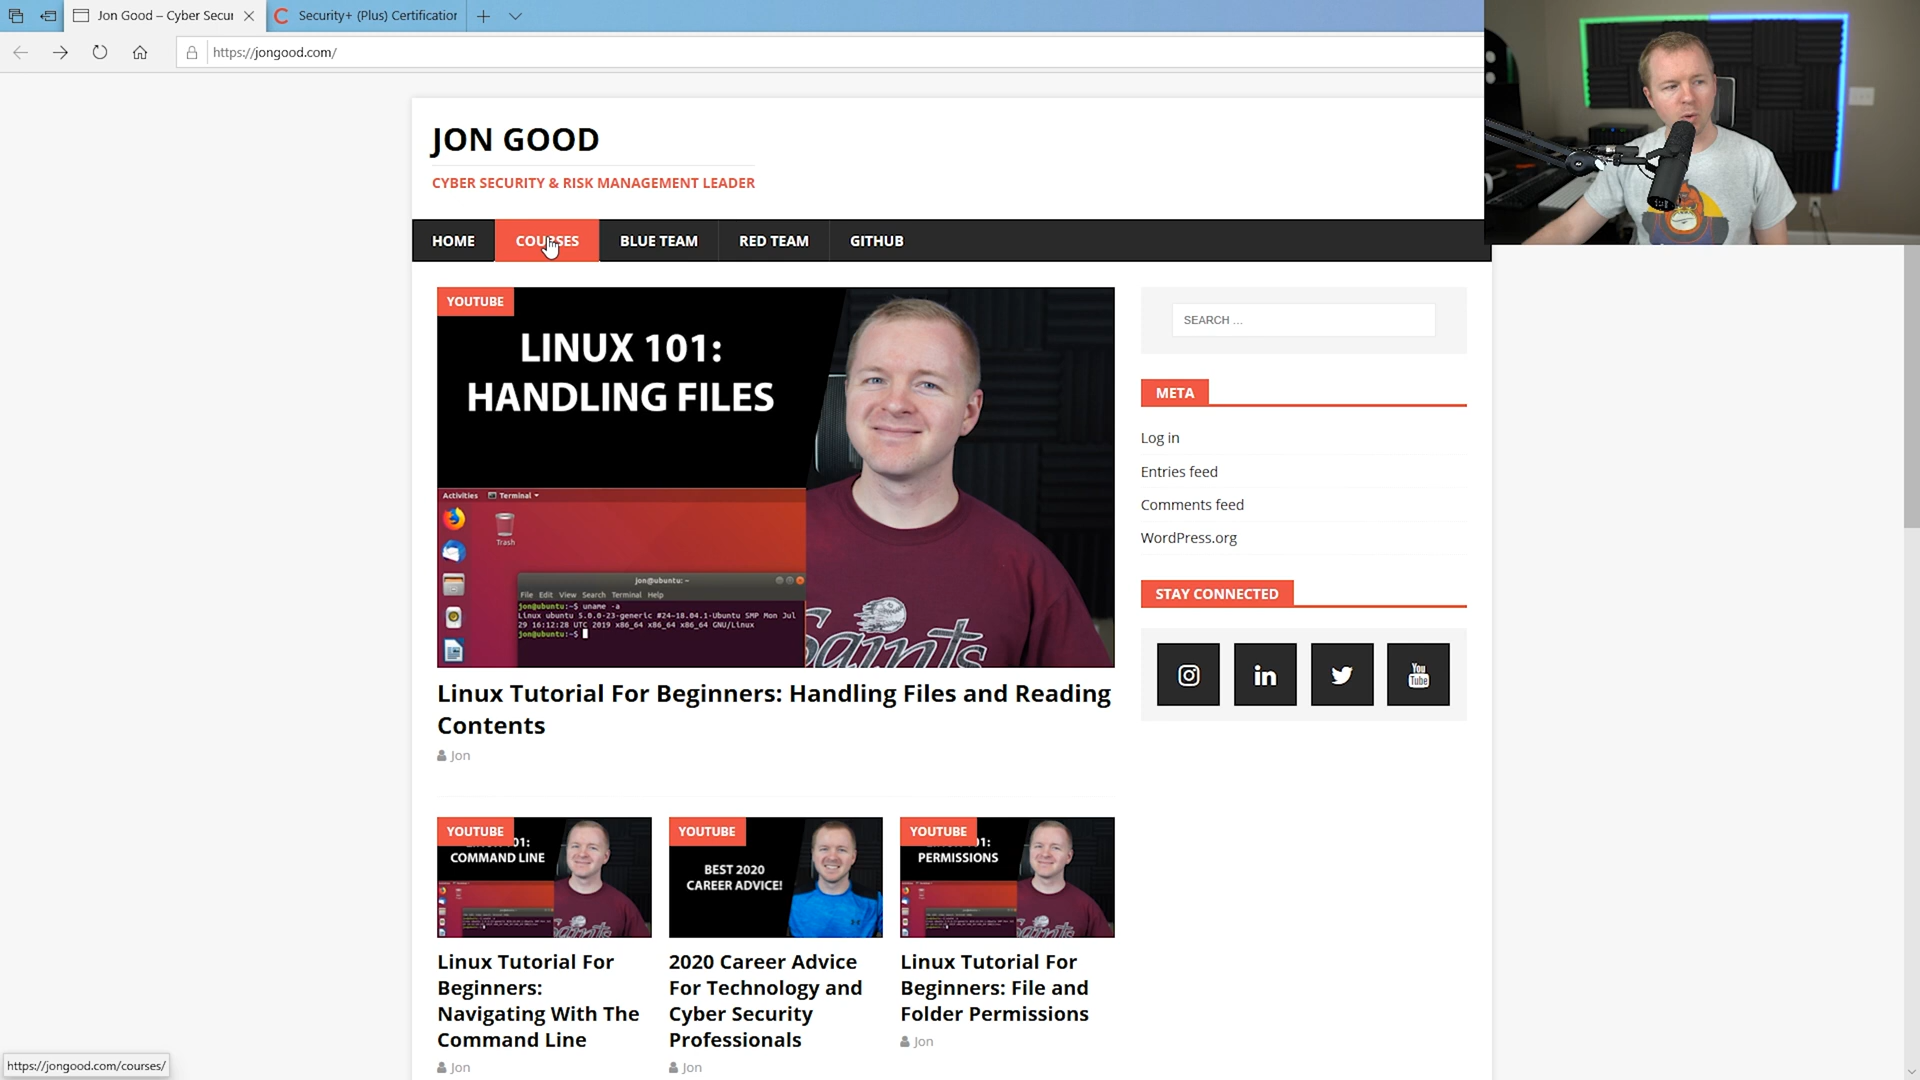 Jon Good – Cyber Secur
Security+ (Plus) Certification
https://jongood.com/
JON GOOD
CYBER SECURITY & RISK MANAGEMENT LEADER
HOME
COURSES
BLUE TEAM
RED TEAM
GITHUB
YOUTUBE
LINUX 101:
HANDLING FILES
Activities
Terminal
Trash
jon@ubuntu: ~
File Edit View Search Terminal Help
jon@ubuntu:~$ uname -a
Linux ubuntu 5.0.0-23-generic #24~18.04.1-Ubuntu SMP Mon Jul
29 16:12:28 UTC 2019 x86_64 x86_64 x86_64 GNU/Linux
jon@ubuntu:~$
Saints
Linux Tutorial For Beginners: Handling Files and Reading
Contents
Jon
SEARCH ...
META
Log in
Entries feed
Comments feed
WordPress.org
STAY CONNECTED
in
You
Tube
YOUTUBE
COMMAND LINE
Linux Tutorial For
Beginners:
Navigating With The
Command Line
Jon
YOUTUBE
BEST 2020
CAREER ADVICE!
2020 Career Advice
For Technology and
Cyber Security
Professionals
Jon
YOUTUBE
PERMISSIONS
Linux Tutorial For
Beginners: File and
Folder Permissions
Jon
https://jongood.com/courses/